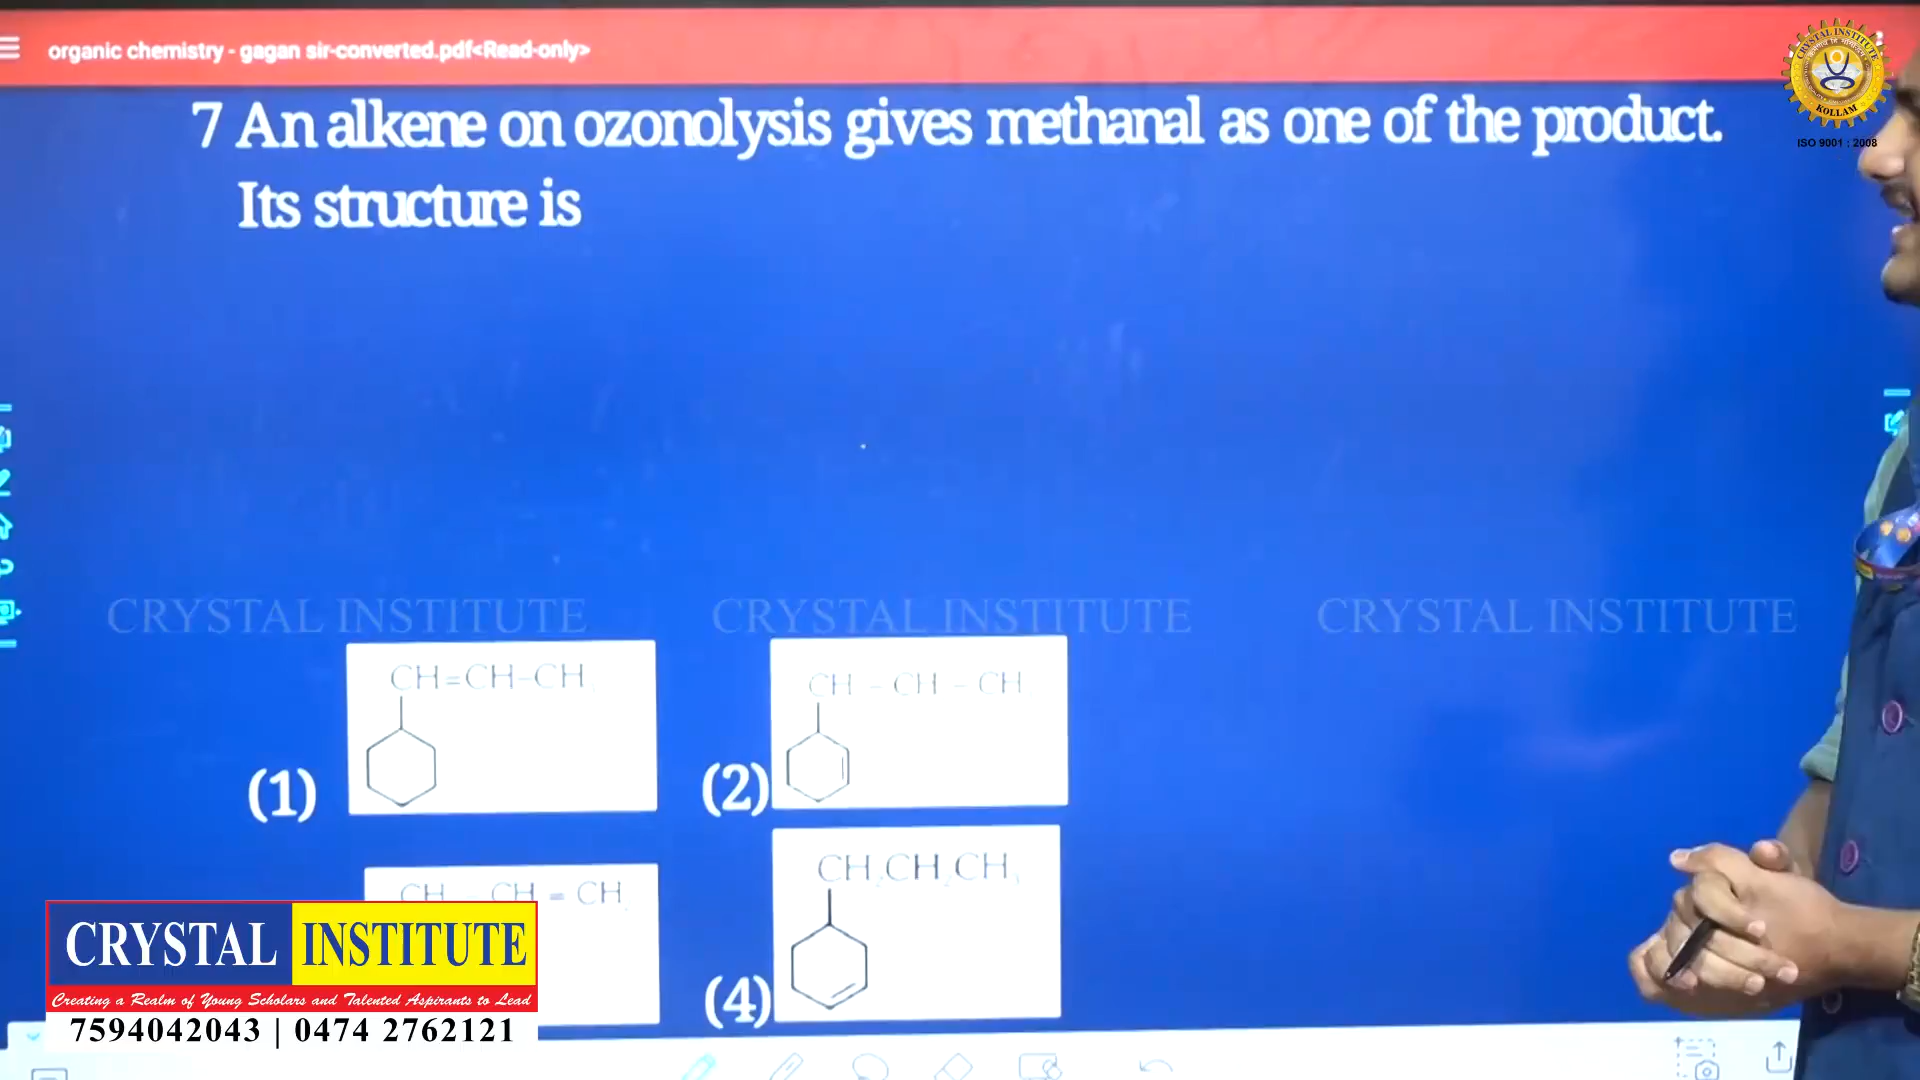 organic chemistry - gagan sir-converted.pdf<Read-only>
CRYSTAL INSTITUTE
KOLLAM
ISO 9001 : 2008
7 An alkene on ozonolysis gives methanal as one of the product.
Its structure is
CRYSTAL INSTITUTE CRYSTAL INSTITUTE CRYSTAL INSTITUTE
CH=CH-CH
(1)
CH – CH – CH
(2)
CH CH = CH
CH₂CH₂CH₃
(4)
CRYSTAL INSTITUTE
Creating a Realm of Young Scholars and Talented Aspirants to Lead
7594042043 | 0474 2762121